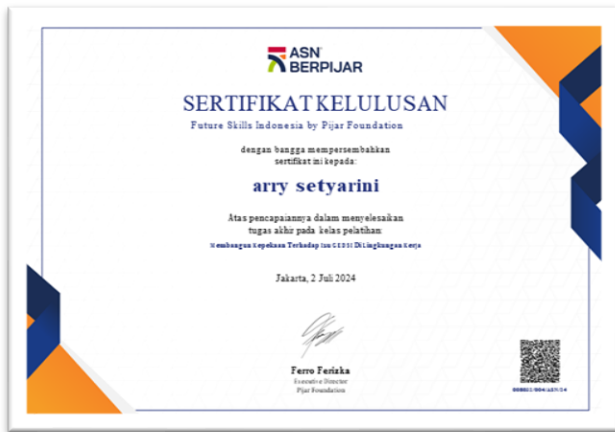 ASN
BERPIJAR
SERTIFIKAT KELULUSAN
Future Skills Indonesia by Pijar Foundation
dengan bangga mempersembahkan
sertifikat ini kepada:
arry setyarini
Atas pencapaiannya dalam menyelesaikan
tugas akhir pada kelas pelatihan:
Membangun Kepekaan Terhadap Isu GEDSI Di Lingkungan Kerja
Jakarta, 2 Juli 2024
Ferro Ferizka
Executive Director
Pijar Foundation